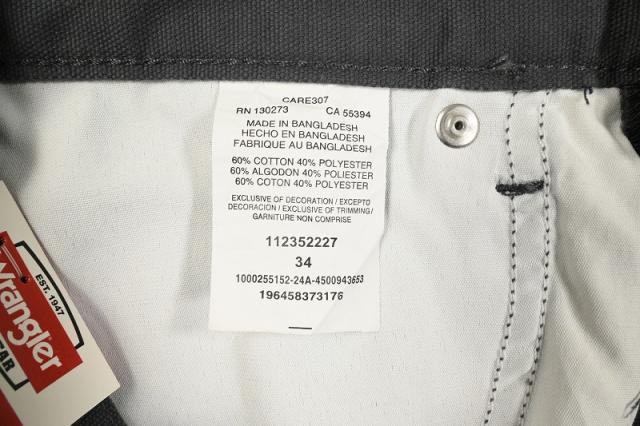 CARE307
RN 130273 CA 55394
MADE IN BANGLADESH
HECHO EN BANGLADESH
FABRIQUE AU BANGLADESH
60% COTTON 40% POLYESTER
60% ALGODON 40% POLIESTER
60% COTON 40% POLYESTER
EXCLUSIVE OF DECORATION / EXCEPTO
DECORACIÓN / EXCLUSIVE OF TRIMMING/
GARNITURE NON COMPRISE
112352227
34
1000255152-24A-4500943653
196458373176
EST. 1947
Wrangler